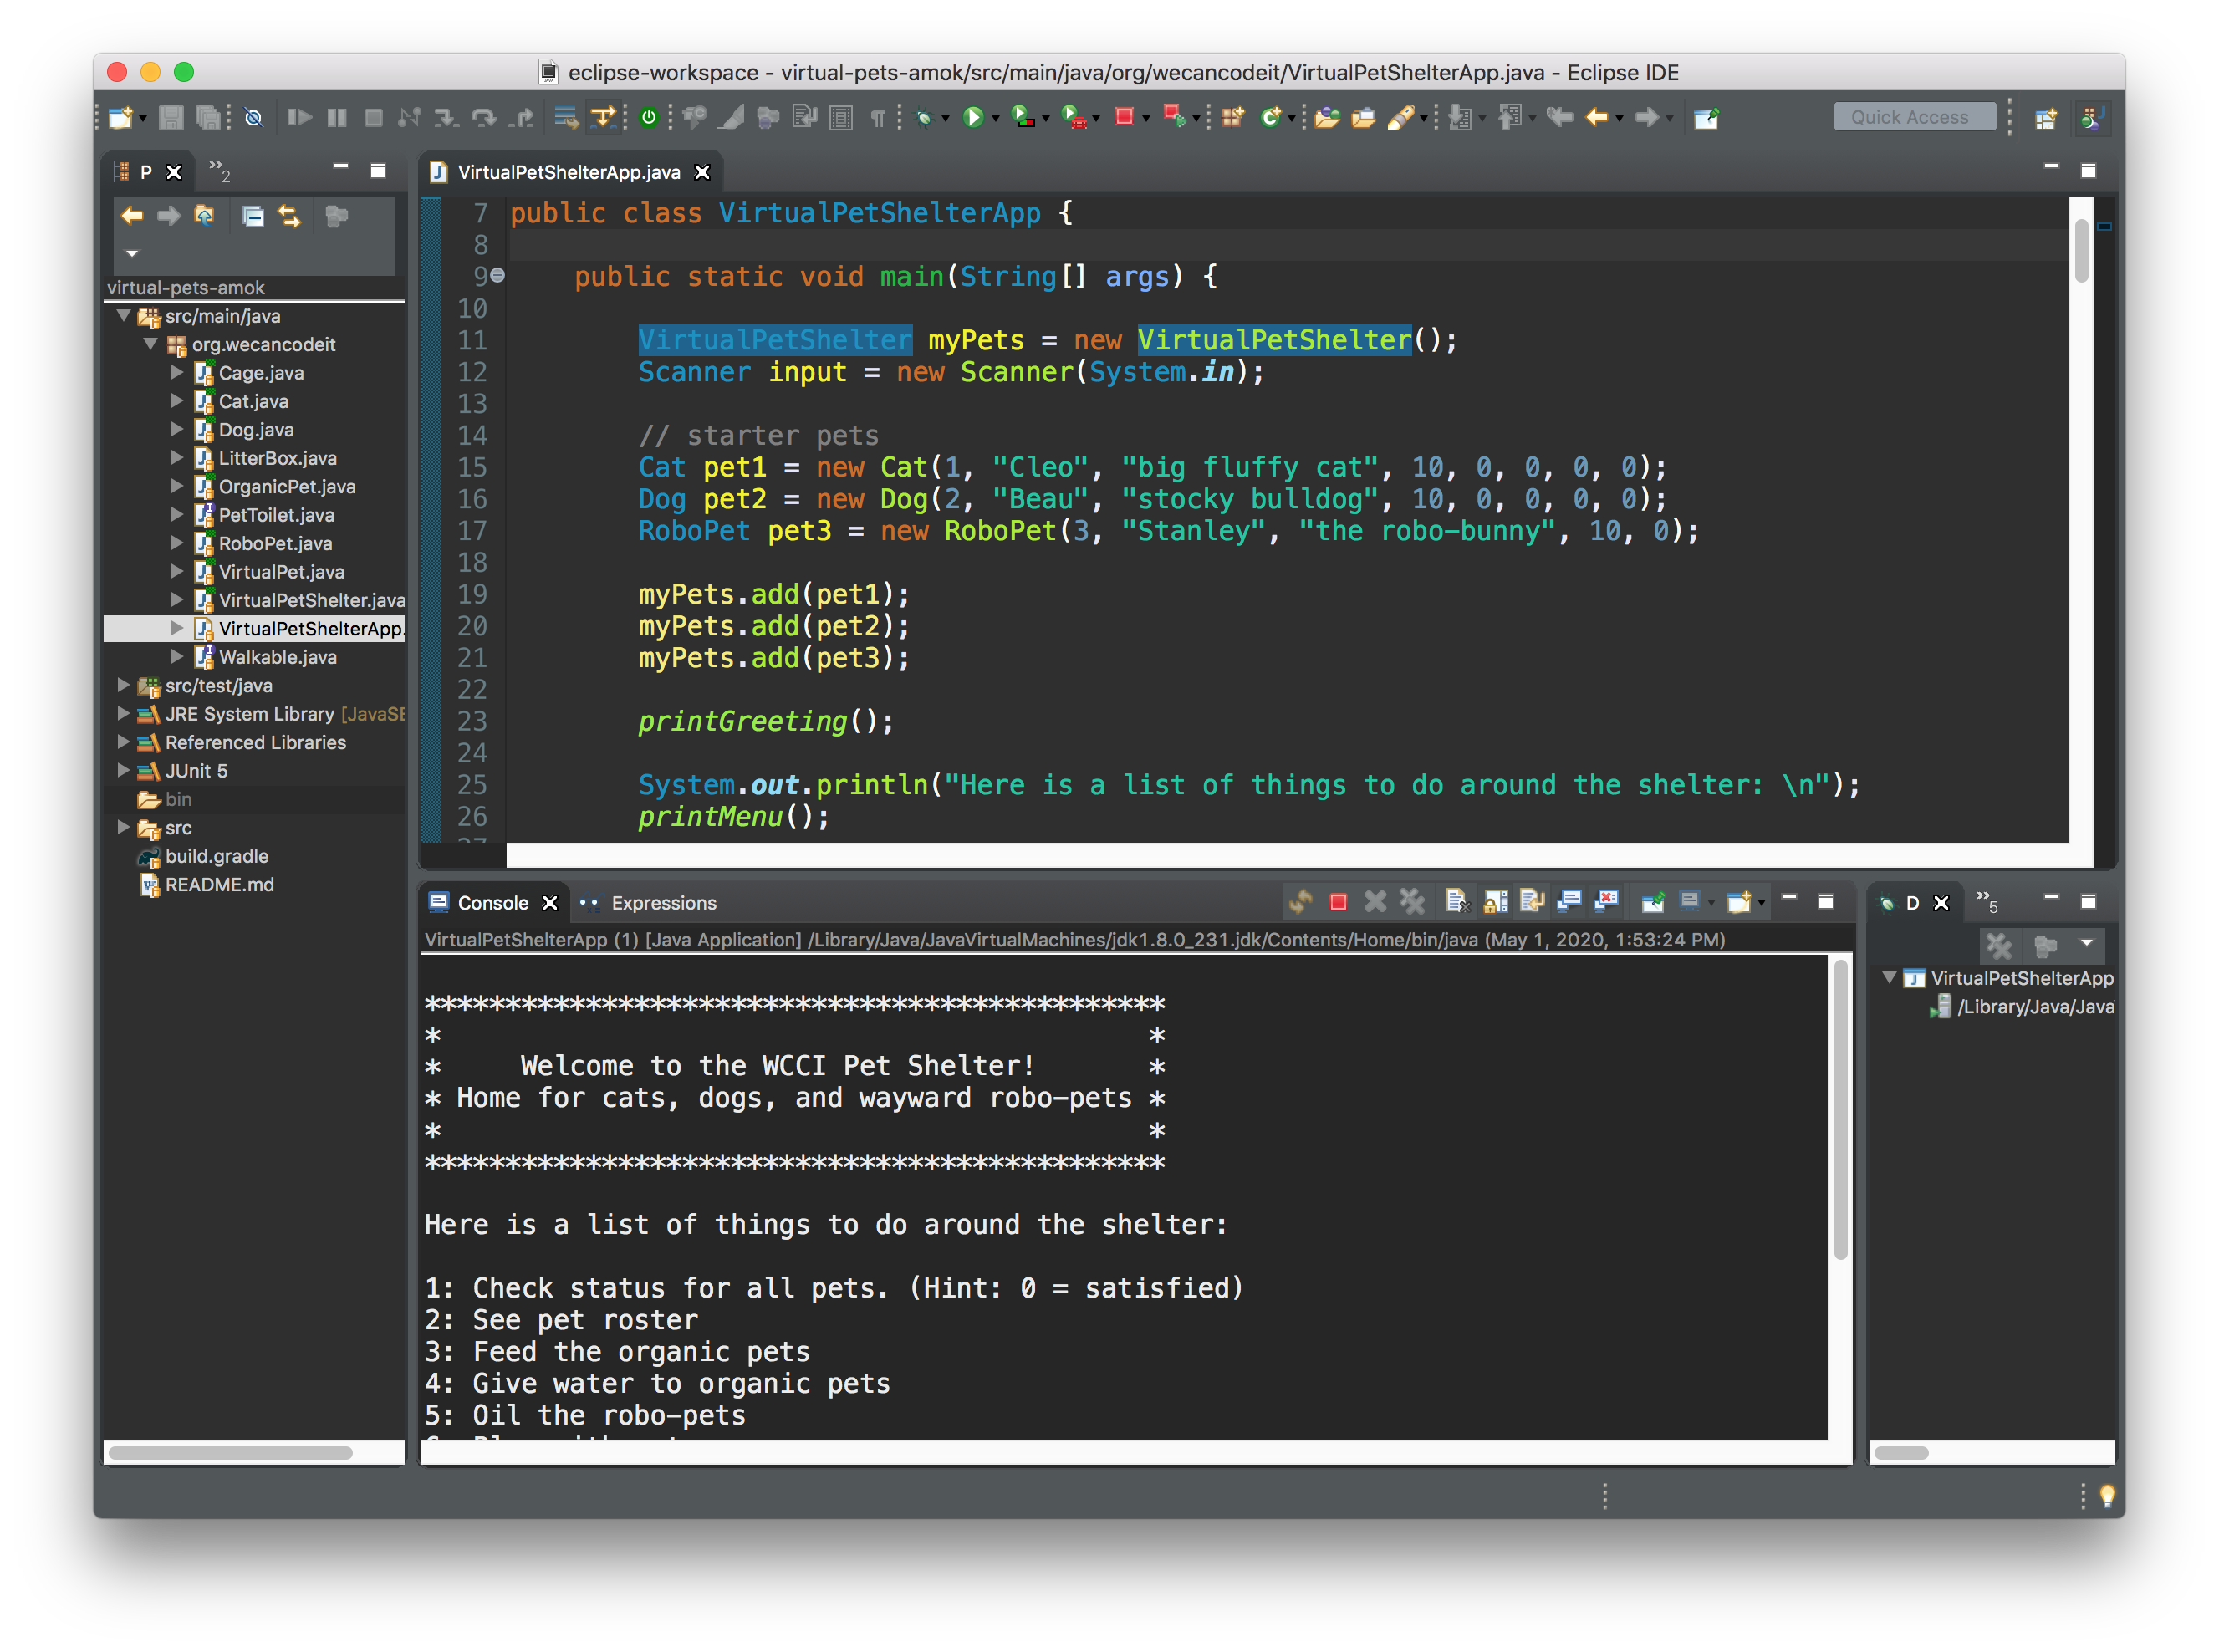 eclipse-workspace - virtual-pets-amok/src/main/java/org/wecancodeit/VirtualPetShelterApp.java - Eclipse IDE
Quick Access
P
2
virtual-pets-amok
src/main/java
org.wecancodeit
Cage.java
Cat.java
Dog.java
LitterBox.java
OrganicPet.java
PetToilet.java
RoboPet.java
VirtualPet.java
VirtualPetShelter.java
VirtualPetShelterApp.
Walkable.java
src/test/java
JRE System Library [JavaSE
Referenced Libraries
JUnit 5
bin
src
build.gradle
README.md
VirtualPetShelterApp.java
7 public class VirtualPetShelterApp {
8
9 public static void main(String[] args) {
10
11 VirtualPetShelter myPets = new VirtualPetShelter();
12 Scanner input = new Scanner(System.in);
13
14 // starter pets
15 Cat pet1 = new Cat(1, "Cleo", "big fluffy cat", 10, 0, 0, 0, 0);
16 Dog pet2 = new Dog(2, "Beau", "stocky bulldog", 10, 0, 0, 0, 0);
17 RoboPet pet3 = new RoboPet(3, "Stanley", "the robo-bunny", 10, 0);
18
19 myPets.add(pet1);
20 myPets.add(pet2);
21 myPets.add(pet3);
22
23 printGreeting();
24
25 System.out.println("Here is a list of things to do around the shelter: \n");
26 printMenu();
Console
Expressions
VirtualPetShelterApp (1) [Java Application] /Library/Java/JavaVirtualMachines/jdk1.8.0_231.jdk/Contents/Home/bin/java (May 1, 2020, 1:53:24 PM)
**********************************************
* *
* Welcome to the WCCI Pet Shelter! *
* Home for cats, dogs, and wayward robo-pets *
* *
**********************************************
Here is a list of things to do around the shelter:
1: Check status for all pets. (Hint: 0 = satisfied)
2: See pet roster
3: Feed the organic pets
4: Give water to organic pets
5: Oil the robo-pets
D
5
VirtualPetShelterApp
/Library/Java/Java